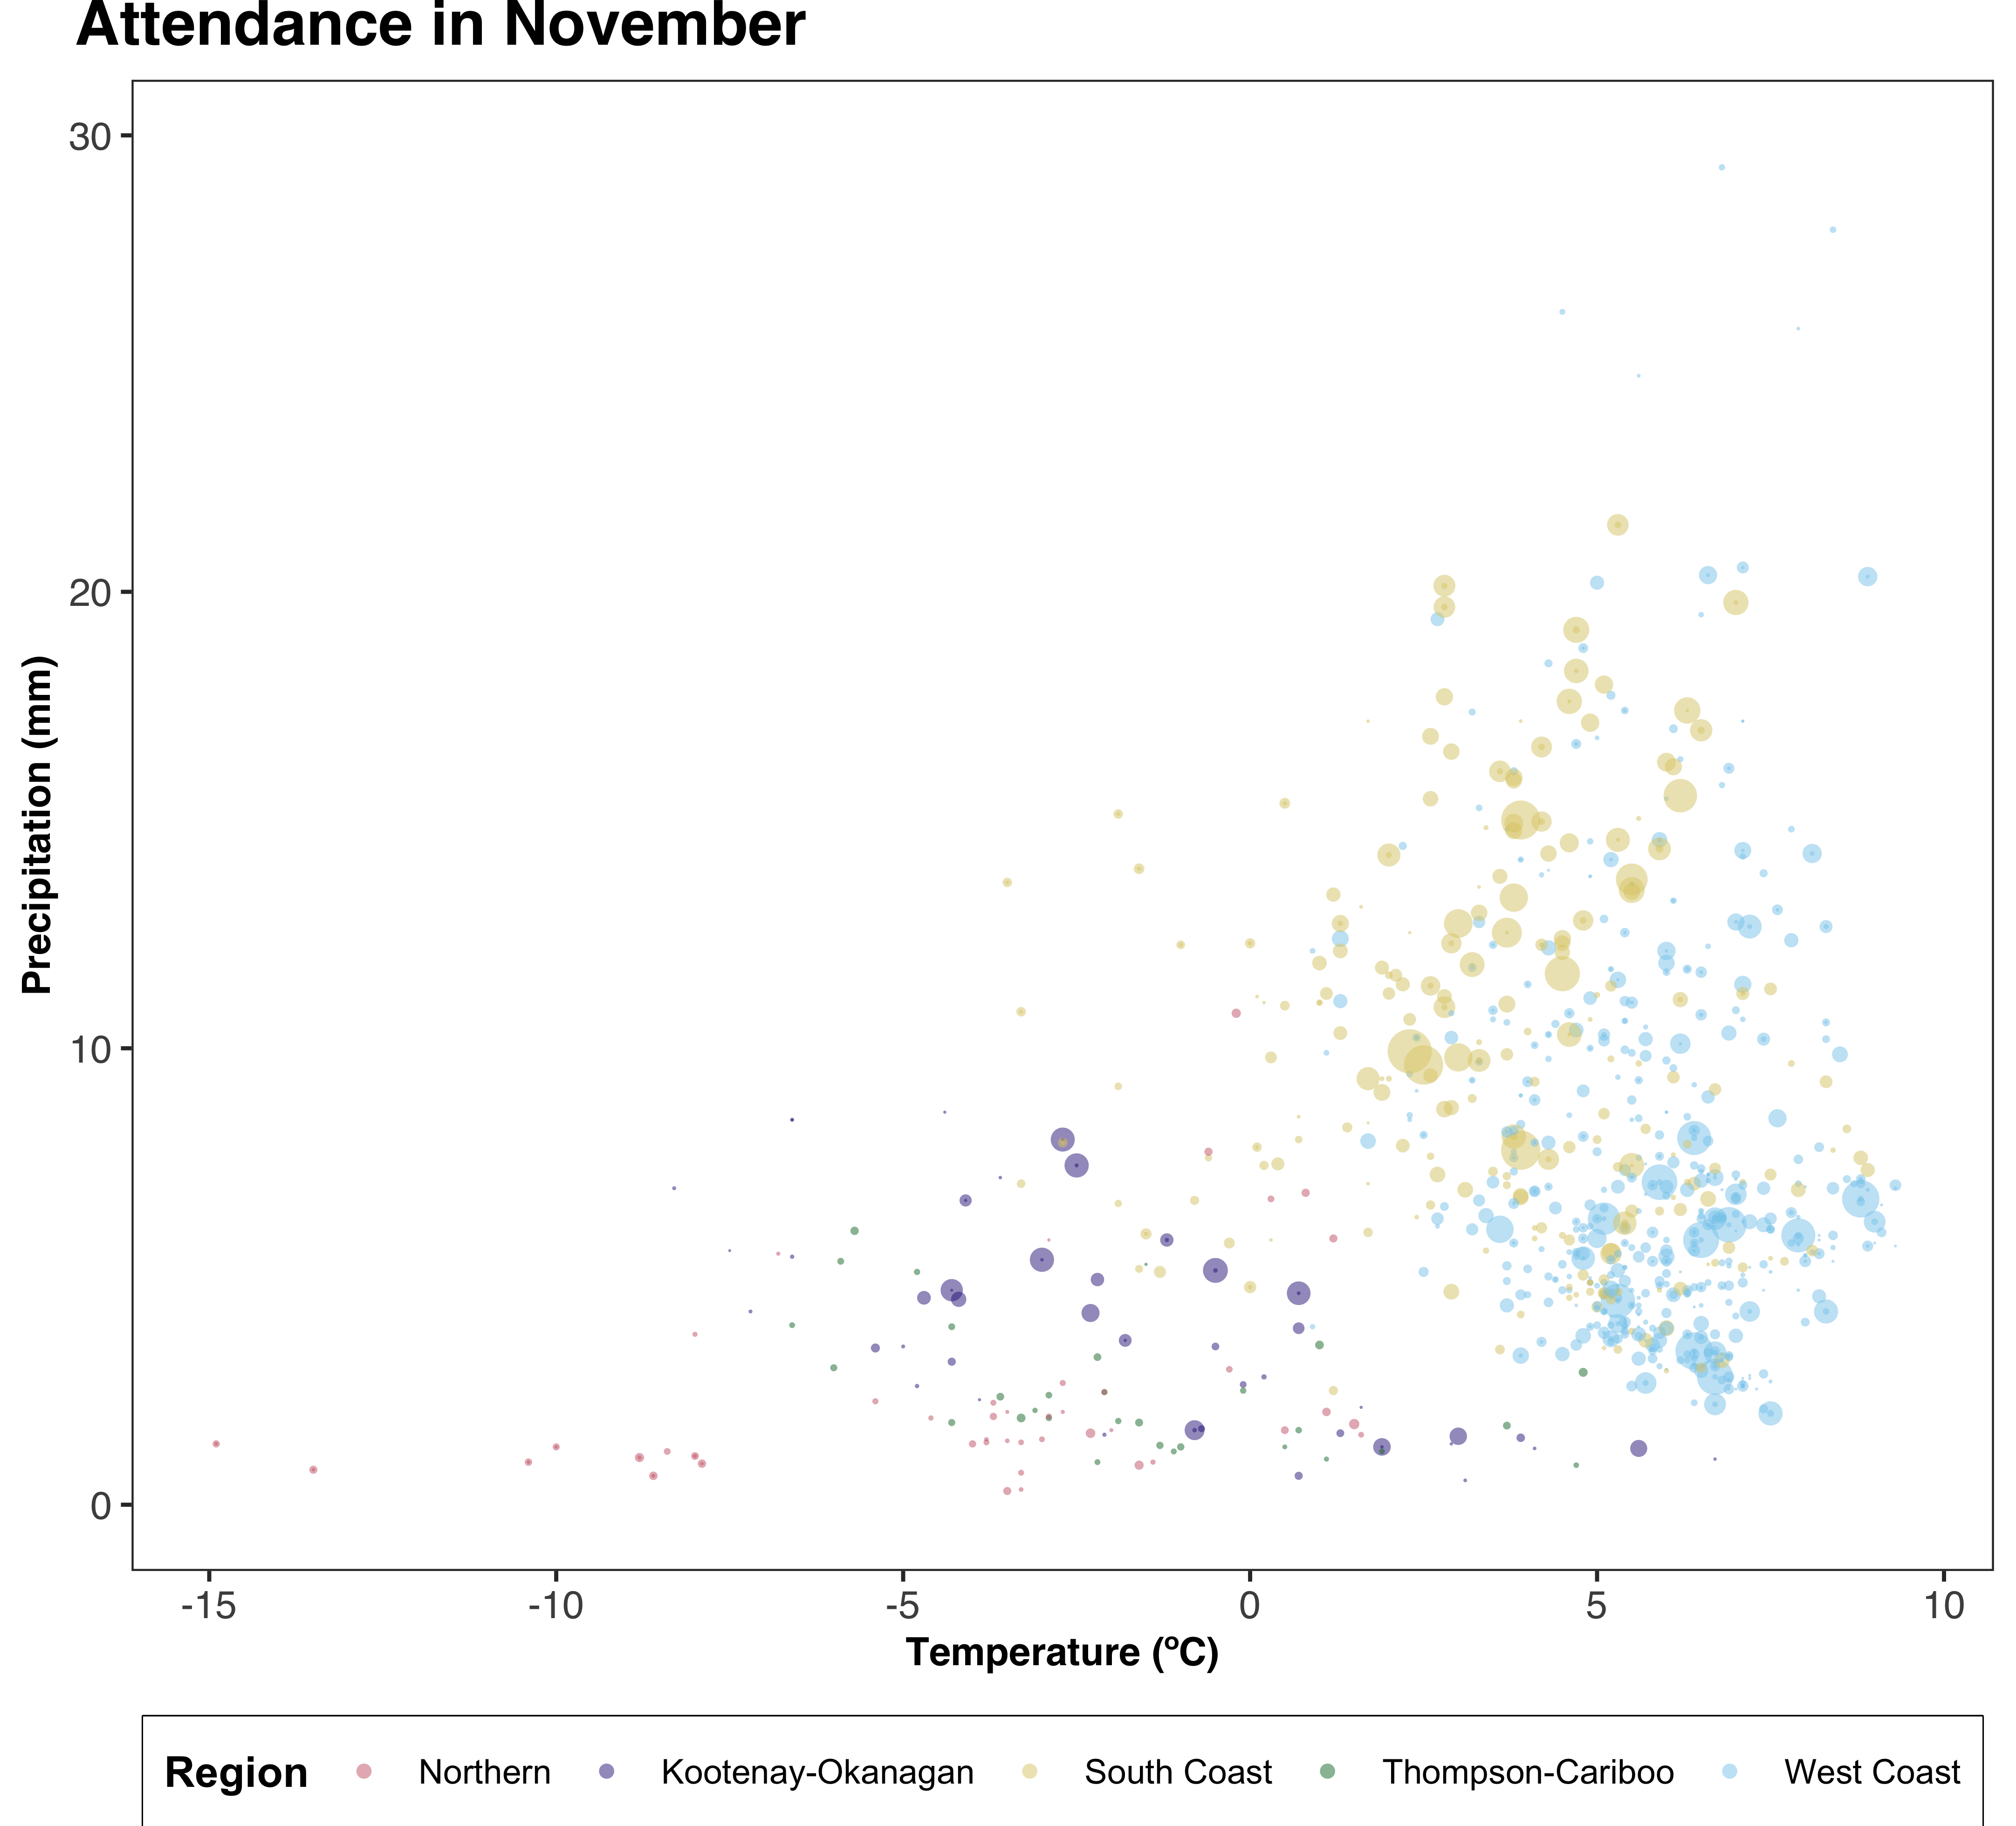 Attendance in November
30
20
10
0
Precipitation (mm)
-15 -10 -5 0 5 10
Temperature (ºC)
Region Northern Kootenay-Okanagan South Coast Thompson-Cariboo West Coast